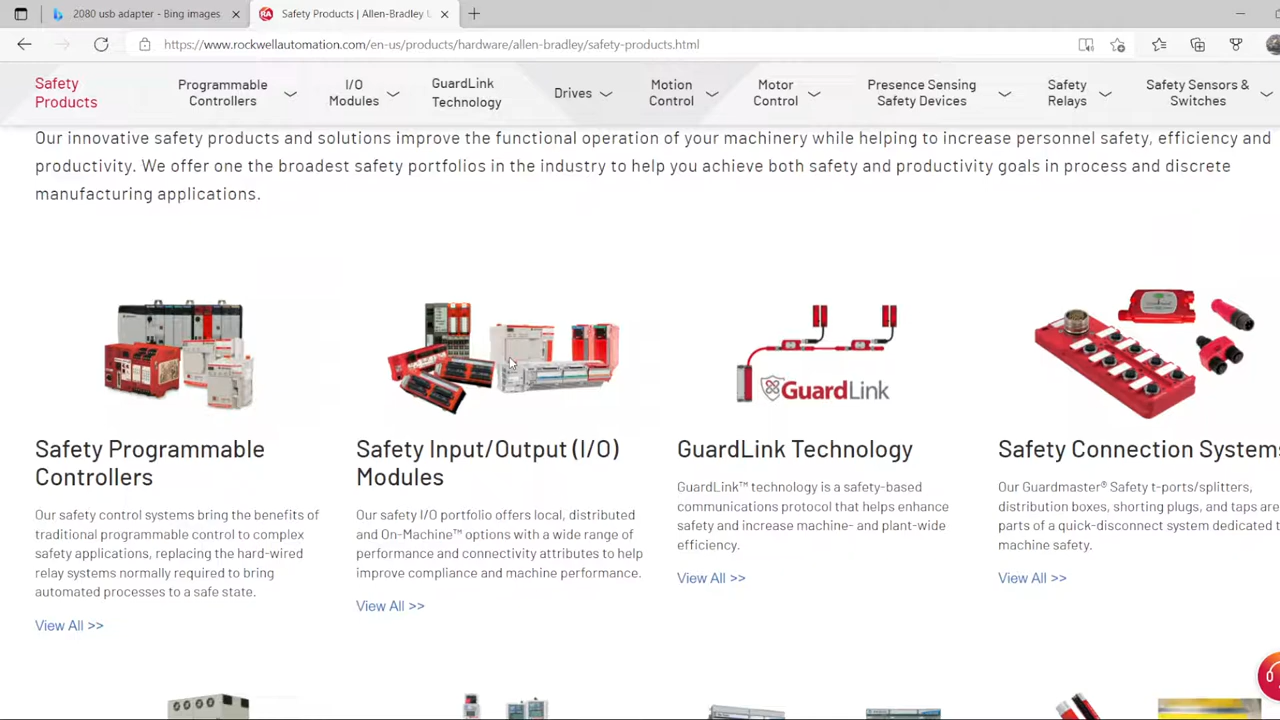 2080 usb adapter - Bing images
Safety Products | Allen-Bradley U
https://www.rockwellautomation.com/en-us/products/hardware/allen-bradley/safety-products.html
Safety
Products
Programmable
Controllers
I/O
Modules
GuardLink
Technology
Drives
Motion
Control
Motor
Control
Presence Sensing
Safety Devices
Safety
Relays
Safety Sensors &
Switches
Our innovative safety products and solutions improve the functional operation of your machinery while helping to increase personnel safety, efficiency and
productivity. We offer one the broadest safety portfolios in the industry to help you achieve both safety and productivity goals in process and discrete
manufacturing applications.
GuardLink
Safety Programmable
Controllers
Our safety control systems bring the benefits of
traditional programmable control to complex
safety applications, replacing the hard-wired
relay systems normally required to bring
automated processes to a safe state.
View All >>
Safety Input/Output (I/O)
Modules
Our safety I/O portfolio offers local, distributed
and On-Machine™ options with a wide range of
performance and connectivity attributes to help
improve compliance and machine performance.
View All >>
GuardLink Technology
GuardLink™ technology is a safety-based
communications protocol that helps enhance
safety and increase machine- and plant-wide
efficiency.
View All >>
Safety Connection Systems
Our Guardmaster® Safety t-ports/splitters,
distribution boxes, shorting plugs, and taps are
parts of a quick-disconnect system dedicated t
machine safety.
View All >>